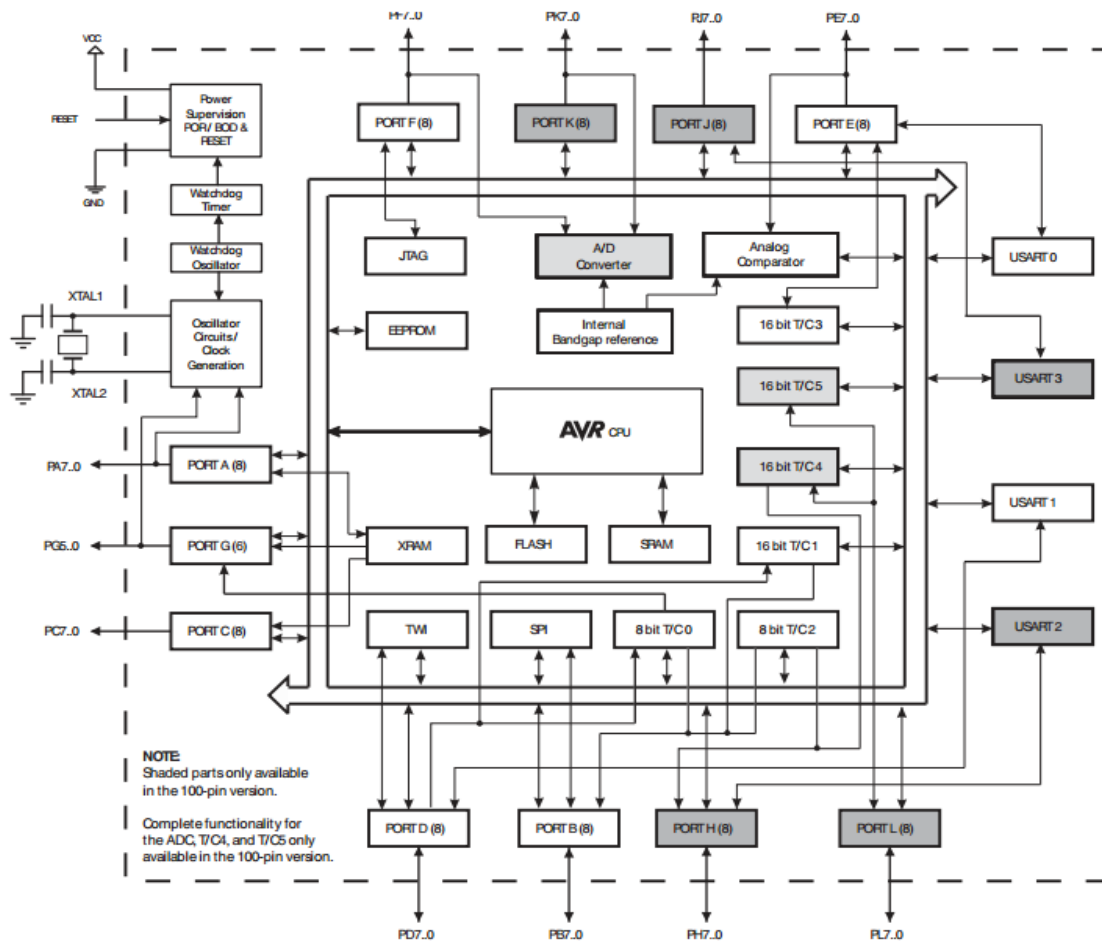 PF7..0
PK7..0
PJ7..0
PE7..0
VCC
RESET
GND
Power
Supervision
POR/ BOD &
RESET
PORT F (8)
PORT K (8)
PORT J (8)
PORT E (8)
Watchdog
Timer
Watchdog
Oscillator
JTAG
A/D
Converter
Analog
Comparator
USART 0
XTAL1
Oscillator
Circuits/
Clock
Generation
XTAL2
EEPROM
Internal
Bandgap reference
16 bit T/C3
USART 3
16 bit T/C5
AVR CPU
PA7..0
PORT A (8)
16 bit T/C4
USART 1
PG5..0
PORT G (6)
XRAM
FLASH
SRAM
16 bit T/C1
PC7..0
PORT C (8)
TWI
SPI
8 bit T/C0
8 bit T/C2
USART 2
NOTE:
Shaded parts only available
in the 100-pin version.
Complete functionality for
the ADC, T/C4, and T/C5 only
available in the 100-pin version.
PORT D (8)
PORT B (8)
PORT H (8)
PORT L (8)
PD7..0
PB7..0
PH7..0
PL7..0